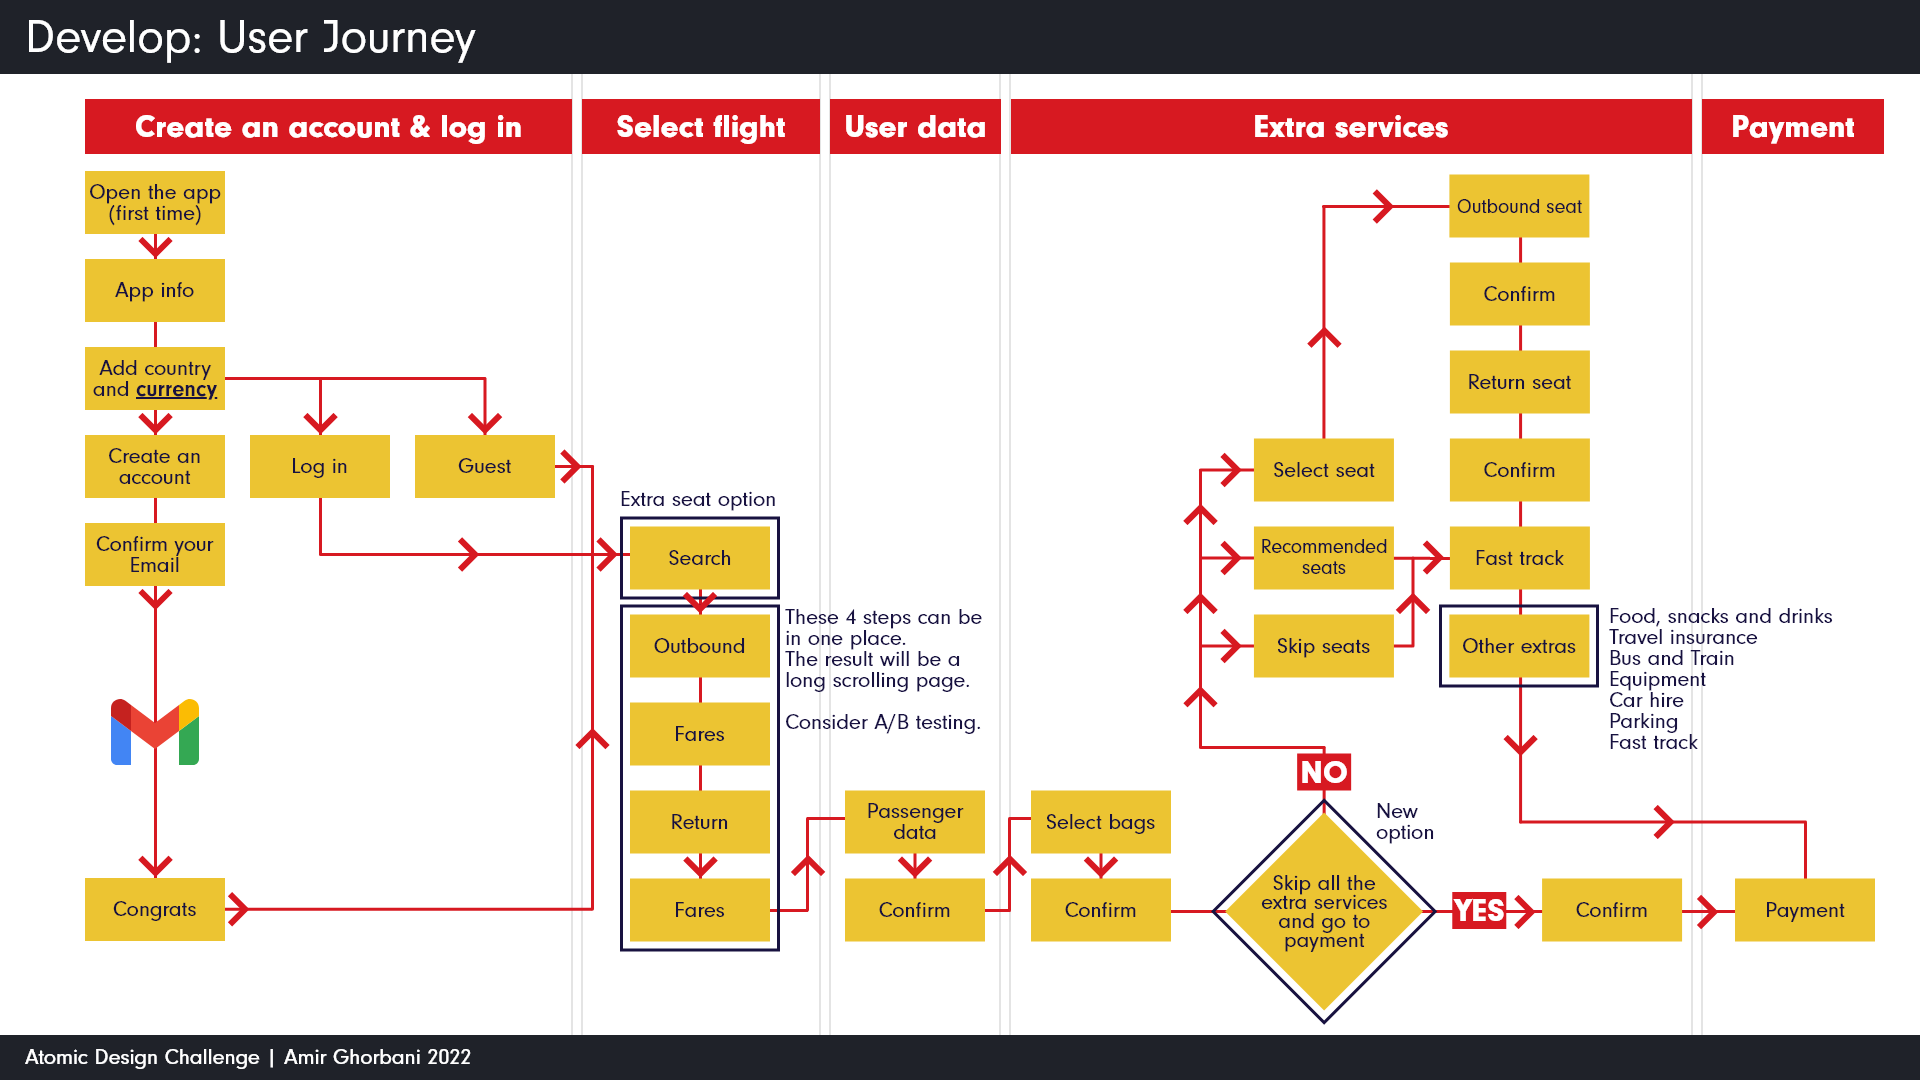 Develop: User Journey
Create an account & log in
Select flight
User data
Extra services
Payment
Open the app
(first time)
App info
Add country
and currency
Create an
account
Log in
Guest
Confirm your
Email
Congrats
Extra seat option
Search
Outbound
Fares
Return
Fares
These 4 steps can be
in one place.
The result will be a
long scrolling page.
Consider A/B testing.
Passenger
data
Confirm
Select bags
Confirm
Skip all the
extra services
and go to
payment
New
option
NO
YES
Select seat
Recommended
seats
Skip seats
Outbound seat
Confirm
Return seat
Confirm
Fast track
Other extras
Food, snacks and drinks
Travel insurance
Bus and Train
Equipment
Car hire
Parking
Fast track
Confirm
Payment
Atomic Design Challenge | Amir Ghorbani 2022